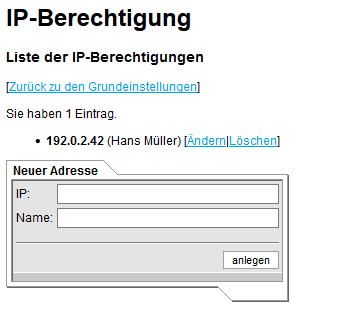 IP-Berechtigung
Liste der IP-Berechtigungen
[Zurück zu den Grundeinstellungen]
Sie haben 1 Eintrag.
• 192.0.2.42 (Hans Müller) [Ändern|Löschen]
Neuer Adresse
IP:
Name:
anlegen